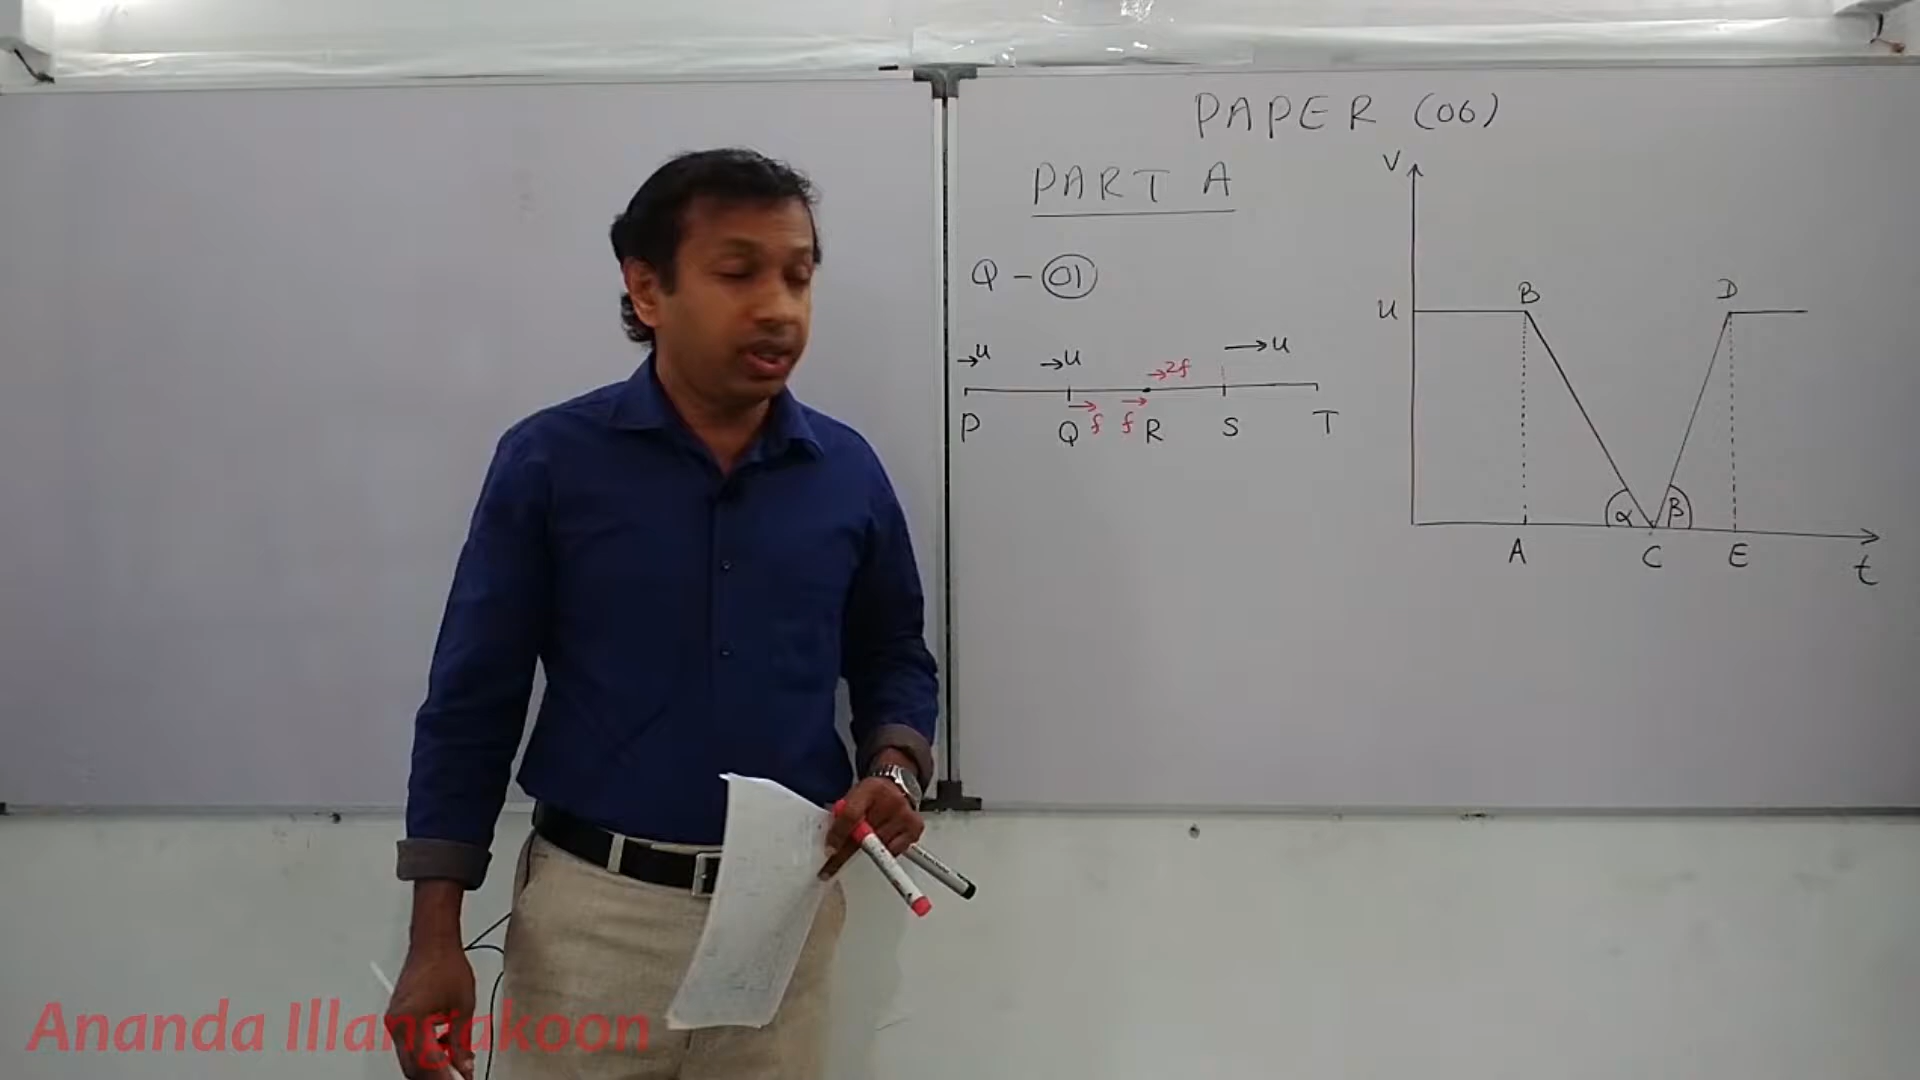 PAPER (06)
PART A
Q - 01
→u →u →2f →u
P Q f f R S T
V
u
B D
α β
A C E
t
Ananda Illangakoon